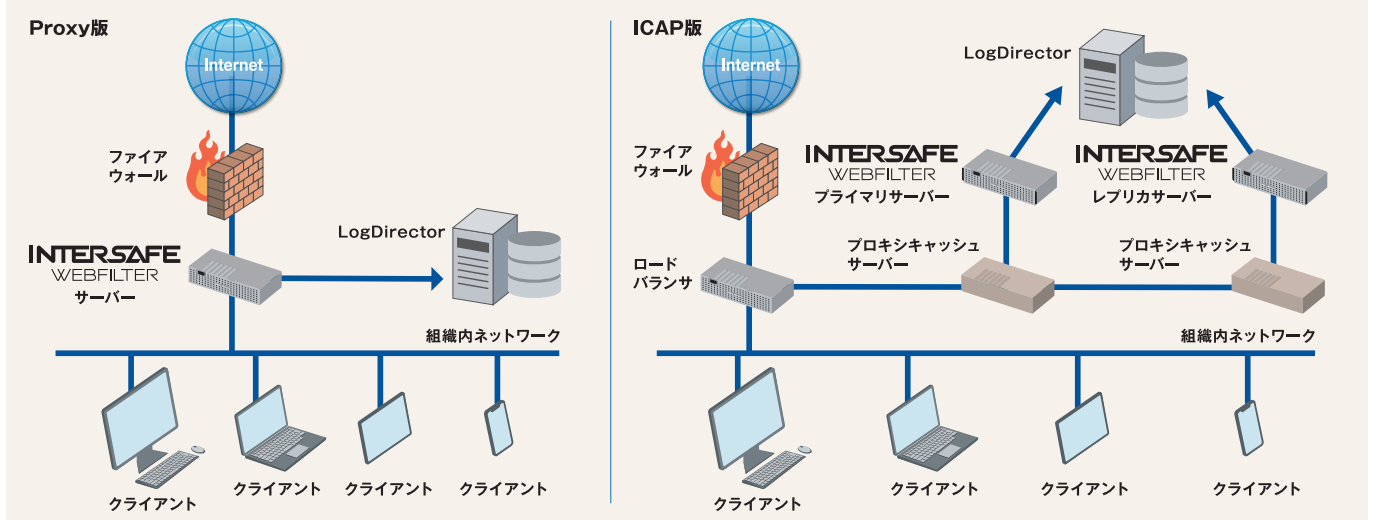 Proxy版
Internet
ファイア
ウォール
LogDirector
INTERSAFE
WEBFILTER
サーバー
組織内ネットワーク
クライアント
クライアント
クライアント
クライアント
ICAP版
Internet
LogDirector
ファイア
ウォール
INTERSAFE
WEBFILTER
プライマリサーバー
INTERSAFE
WEBFILTER
レプリカサーバー
ロード
バランサ
プロキシキャッシュ
サーバー
プロキシキャッシュ
サーバー
組織内ネットワーク
クライアント
クライアント
クライアント
クライアント